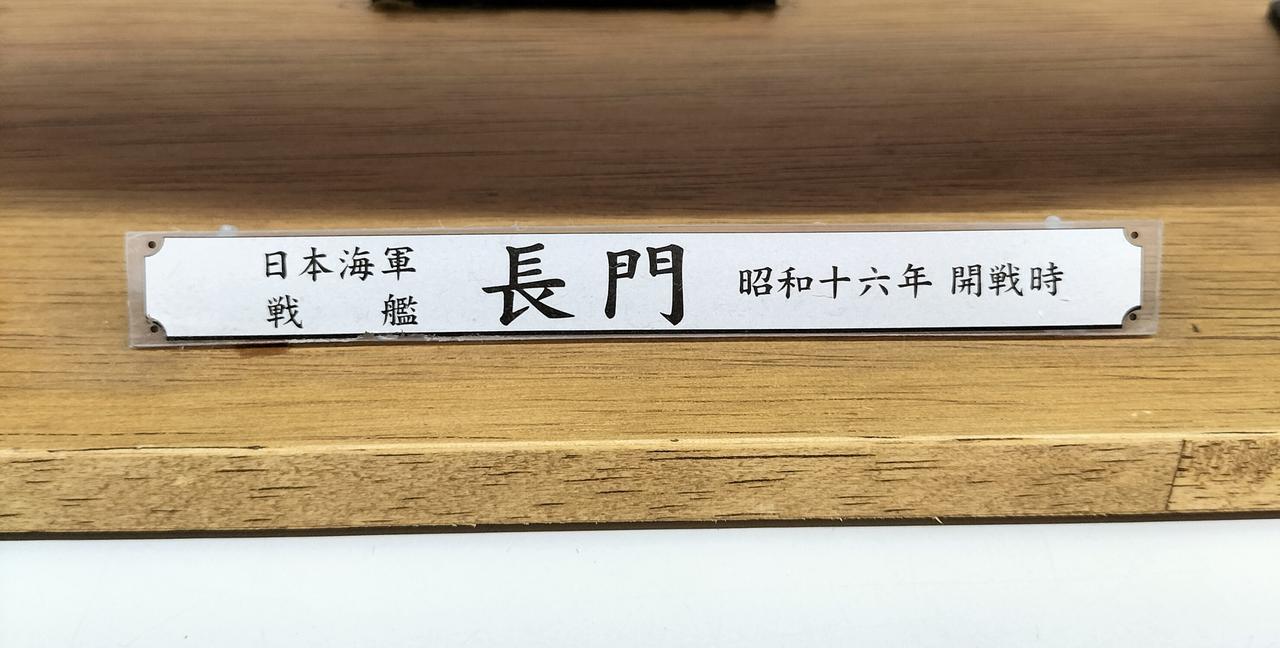 日本海軍
戦艦
長門
昭和十六年 開戦時